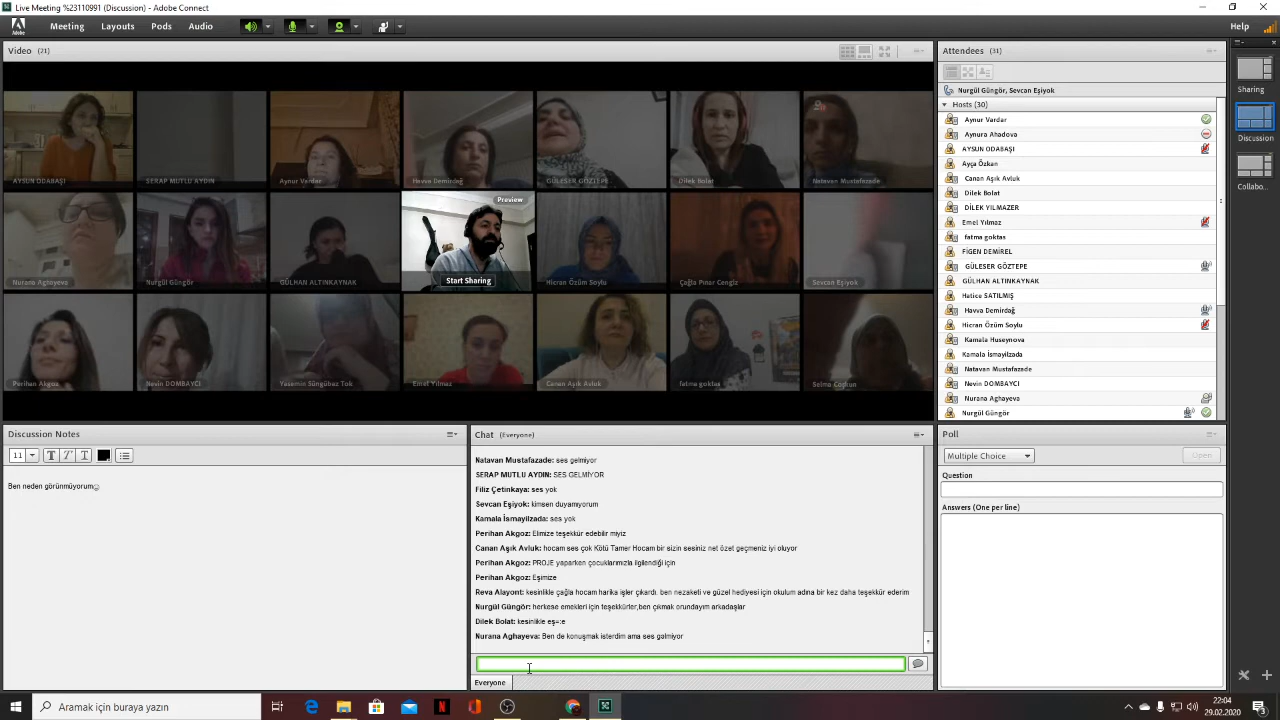 Live Meeting %23110991 (Discussion) - Adobe Connect
Meeting Layouts Pods Audio Help
Video (21)
AYSUN ODABAŞI
SERAP MUTLU AYDIN
Aynur Vardar
Havva Demirdağ
GÜLESER GÖZTEPE
Dilek Bolat
Natavan Mustafazade
Preview
Start Sharing
Nurana Aghayeva
Nurgül Güngör
GÜLHAN ALTINKAYNAK
Hicran Özüm Soylu
Çağla Pınar Cengiz
Sevcan Eşiyok
Perihan Akgoz
Nevin DOMBAYCI
Yasemin Süngübaz Tok
Emel Yılmaz
Canan Aşık Avluk
fatma goktas
Selma Coşkun
Attendees (31)
Nurgül Güngör, Sevcan Eşiyok
Hosts (30)
Aynur Vardar
Aynura Ahadova
AYSUN ODABAŞI
Ayça Özkan
Canan Aşık Avluk
Dilek Bolat
DİLEK YILMAZER
Emel Yılmaz
fatma goktas
FİGEN DEMİREL
GÜLESER GÖZTEPE
GÜLHAN ALTINKAYNAK
Hatice SATILMIŞ
Havva Demirdağ
Hicran Özüm Soylu
Kamala Huseynova
Kamala İsmayilzada
Natavan Mustafazade
Nevin DOMBAYCI
Nurana Aghayeva
Nurgül Güngör
Sharing
Discussion
Collabo...
Discussion Notes
11
Ben neden görünmüyorum
Chat (Everyone)
Natavan Mustafazade: ses gelmiyor
SERAP MUTLU AYDIN: SES GELMİYOR
Filiz Çetinkaya: ses yok
Sevcan Eşiyok: kimsen duyamıyorum
Kamala İsmayilzada: ses yok
Perihan Akgoz: Elimize teşekkür edebilir miyiz
Canan Aşık Avluk: hocam ses çok Kötü Tamer Hocam bir sizin sesiniz net özet geçmeniz iyi oluyor
Perihan Akgoz: PROJE yaparken çocuklarımızla ilgilendiği için
Perihan Akgoz: Eşimize
Reva Alayont: kesinlikle çağla hocam harika işler çıkardı. ben nezaketi ve güzel hediyesi için okulum adına bir kez daha teşekkür ederim
Nurgül Güngör: herkese emekleri için teşekkürler,ben çıkmak orundayım arkadaşlar
Dilek Bolat: kesinlikle eş=:e
Nurana Aghayeva: Ben de konuşmak isterdim ama ses gəlmiyor
Everyone
Poll
Multiple Choice
Open
Question
Answers (One per line)
Aramak için buraya yazın
22:04
29.02.2020